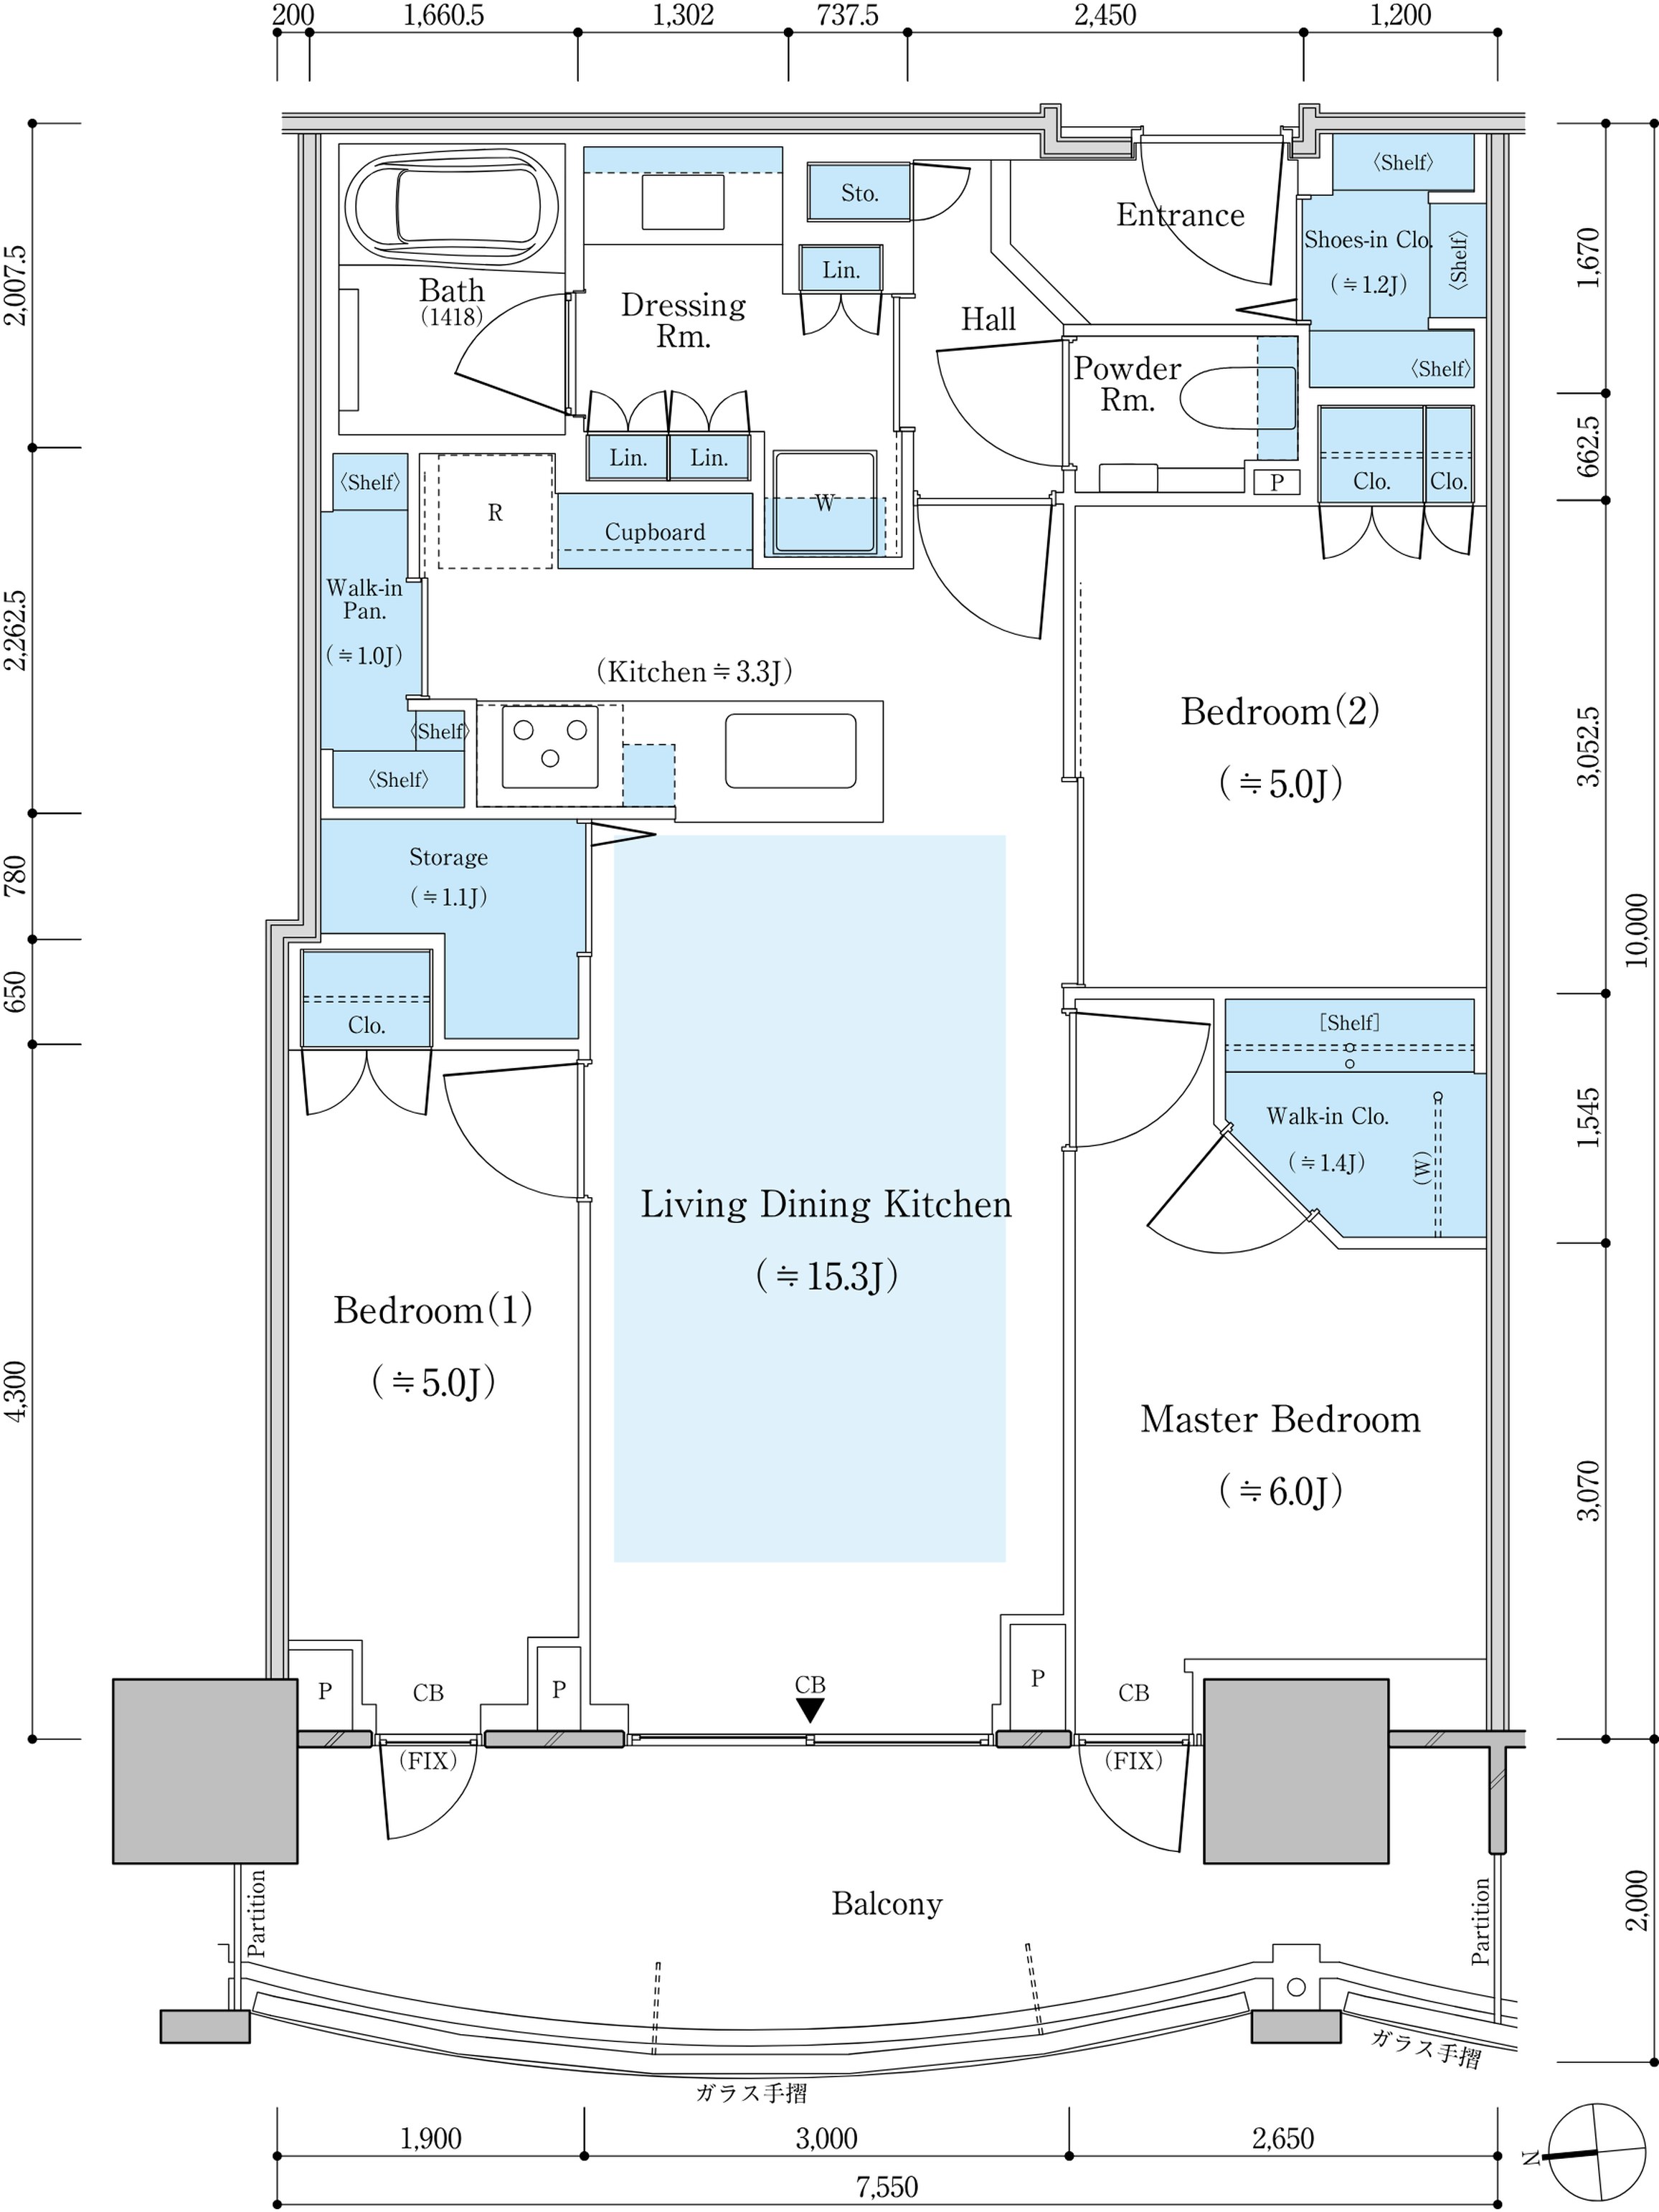 200
1,660.5
1,302
737.5
2,450
1,200
2,007.5
2,262.5
780
650
4,300
1,670
662.5
3,052.5
1,545
3,070
10,000
2,000
Bath
(1418)
Dressing
Rm.
Sto.
Lin.
Hall
Entrance
〈Shelf〉
Shoes-in Clo.
(≒1.2J)
〈Shelf〉
〈Shelf〉
Powder
Rm.
P
Clo.
Clo.
Lin.
Lin.
W
R
Cupboard
〈Shelf〉
Walk-in
Pan.
(≒1.0J)
〈Shelf〉
〈Shelf〉
(Kitchen≒3.3J)
Bedroom(2)
(≒5.0J)
Storage
(≒1.1J)
Clo.
[Shelf]
Walk-in Clo.
(≒1.4J)
(W)
Living Dining Kitchen
(≒15.3J)
Bedroom(1)
(≒5.0J)
Master Bedroom
(≒6.0J)
P
CB
P
CB
P
CB
(FIX)
(FIX)
Balcony
Partition
Partition
ガラス手摺
ガラス手摺
1,900
3,000
2,650
7,550
N